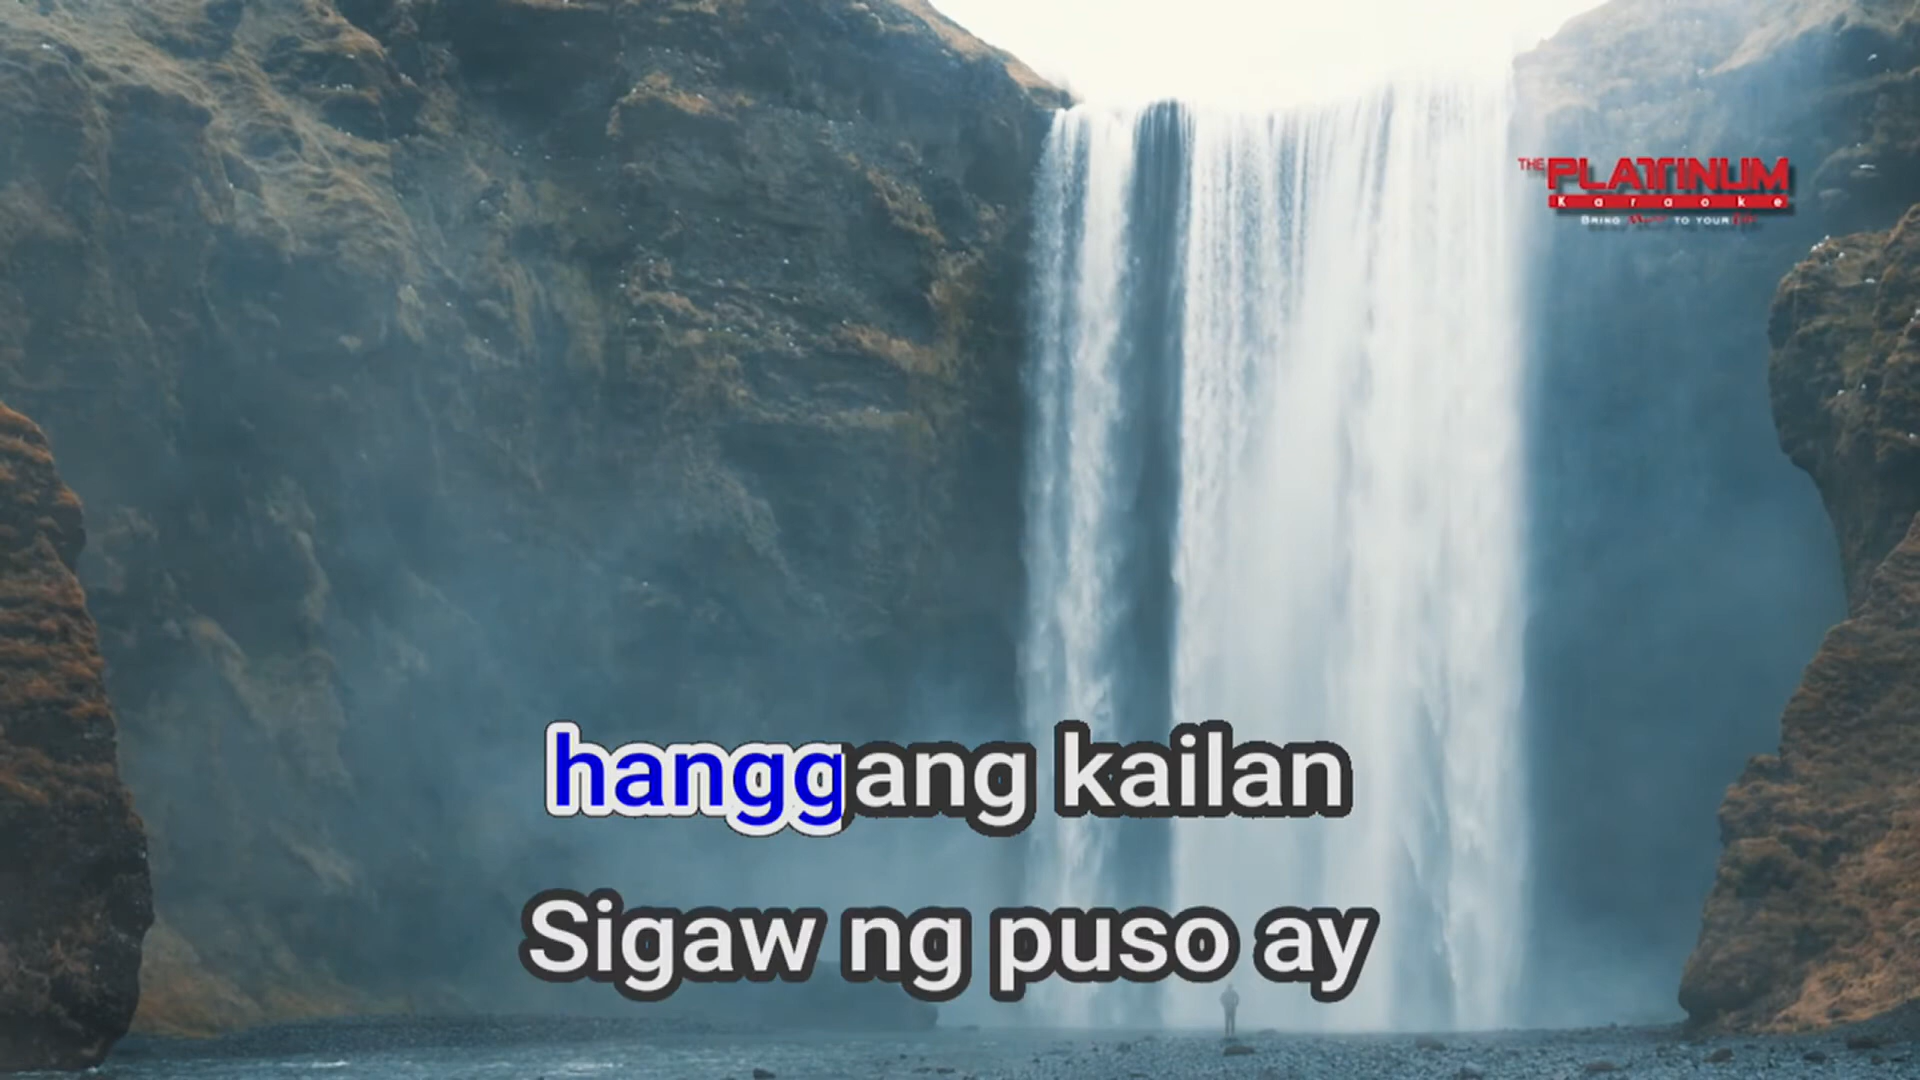 THE PLATINUM
Karaoke
BRING Music TO YOUR Life
hanggang kailan
Sigaw ng puso ay